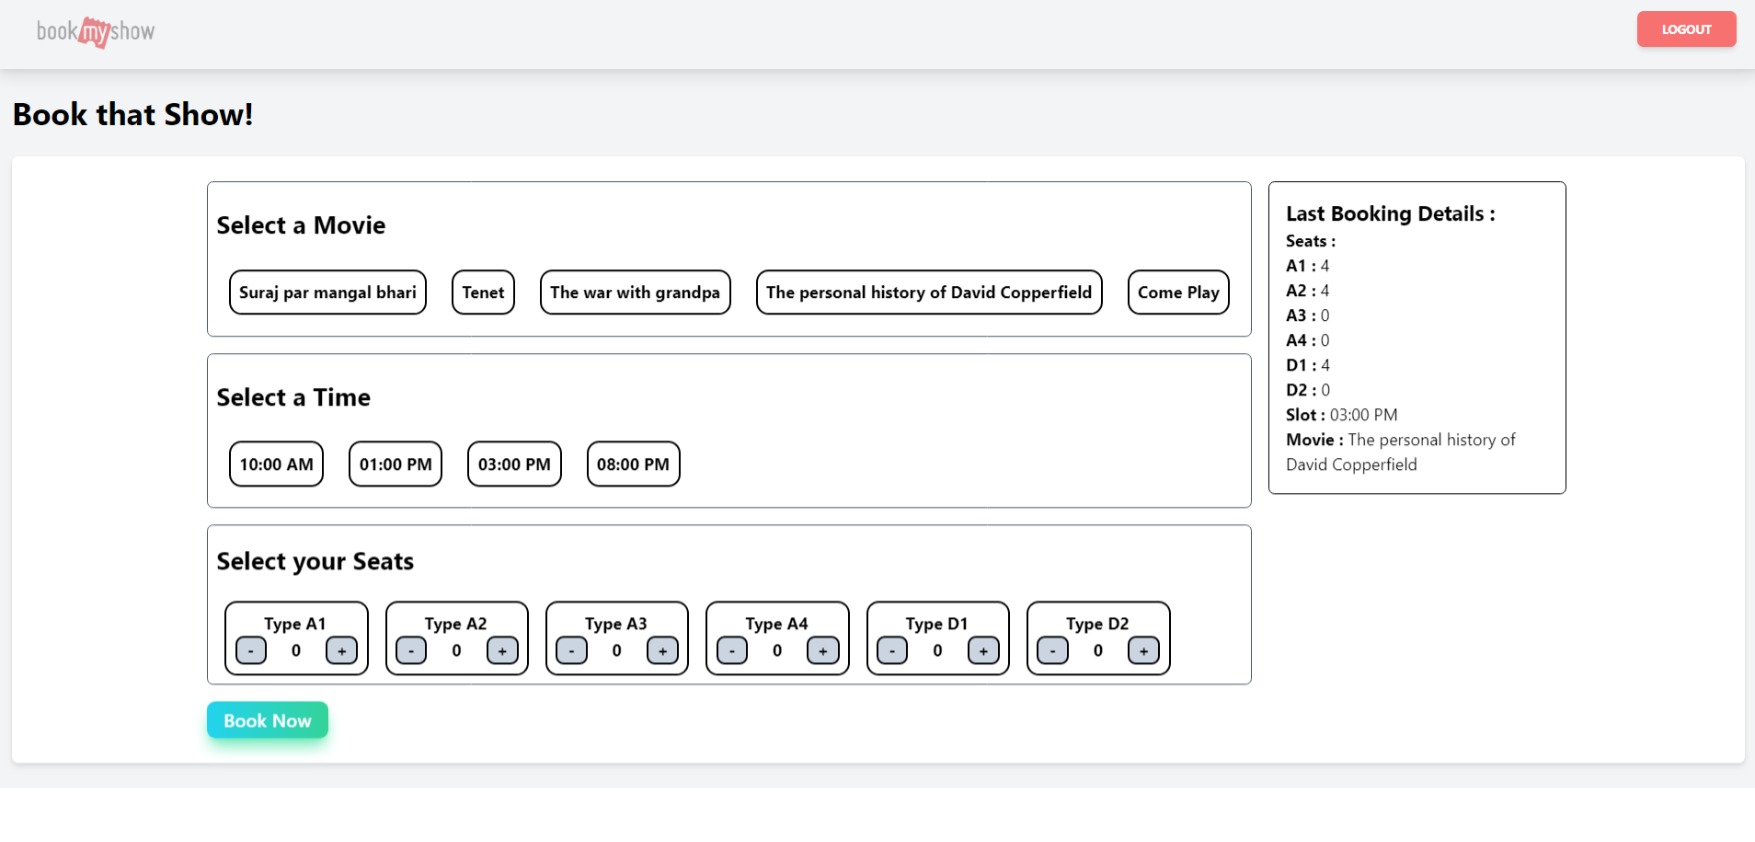 bookmyshow
LOGOUT
Book that Show!
Select a Movie
Suraj par mangal bhari Tenet The war with grandpa The personal history of David Copperfield Come Play
Select a Time
10:00 AM 01:00 PM 03:00 PM 08:00 PM
Select your Seats
Type A1 Type A2 Type A3 Type A4 Type D1 Type D2
- 0 + - 0 + - 0 + - 0 + - 0 + - 0 +
Book Now
Last Booking Details :
Seats :
A1 : 4
A2 : 4
A3 : 0
A4 : 0
D1 : 4
D2 : 0
Slot : 03:00 PM
Movie : The personal history of
David Copperfield